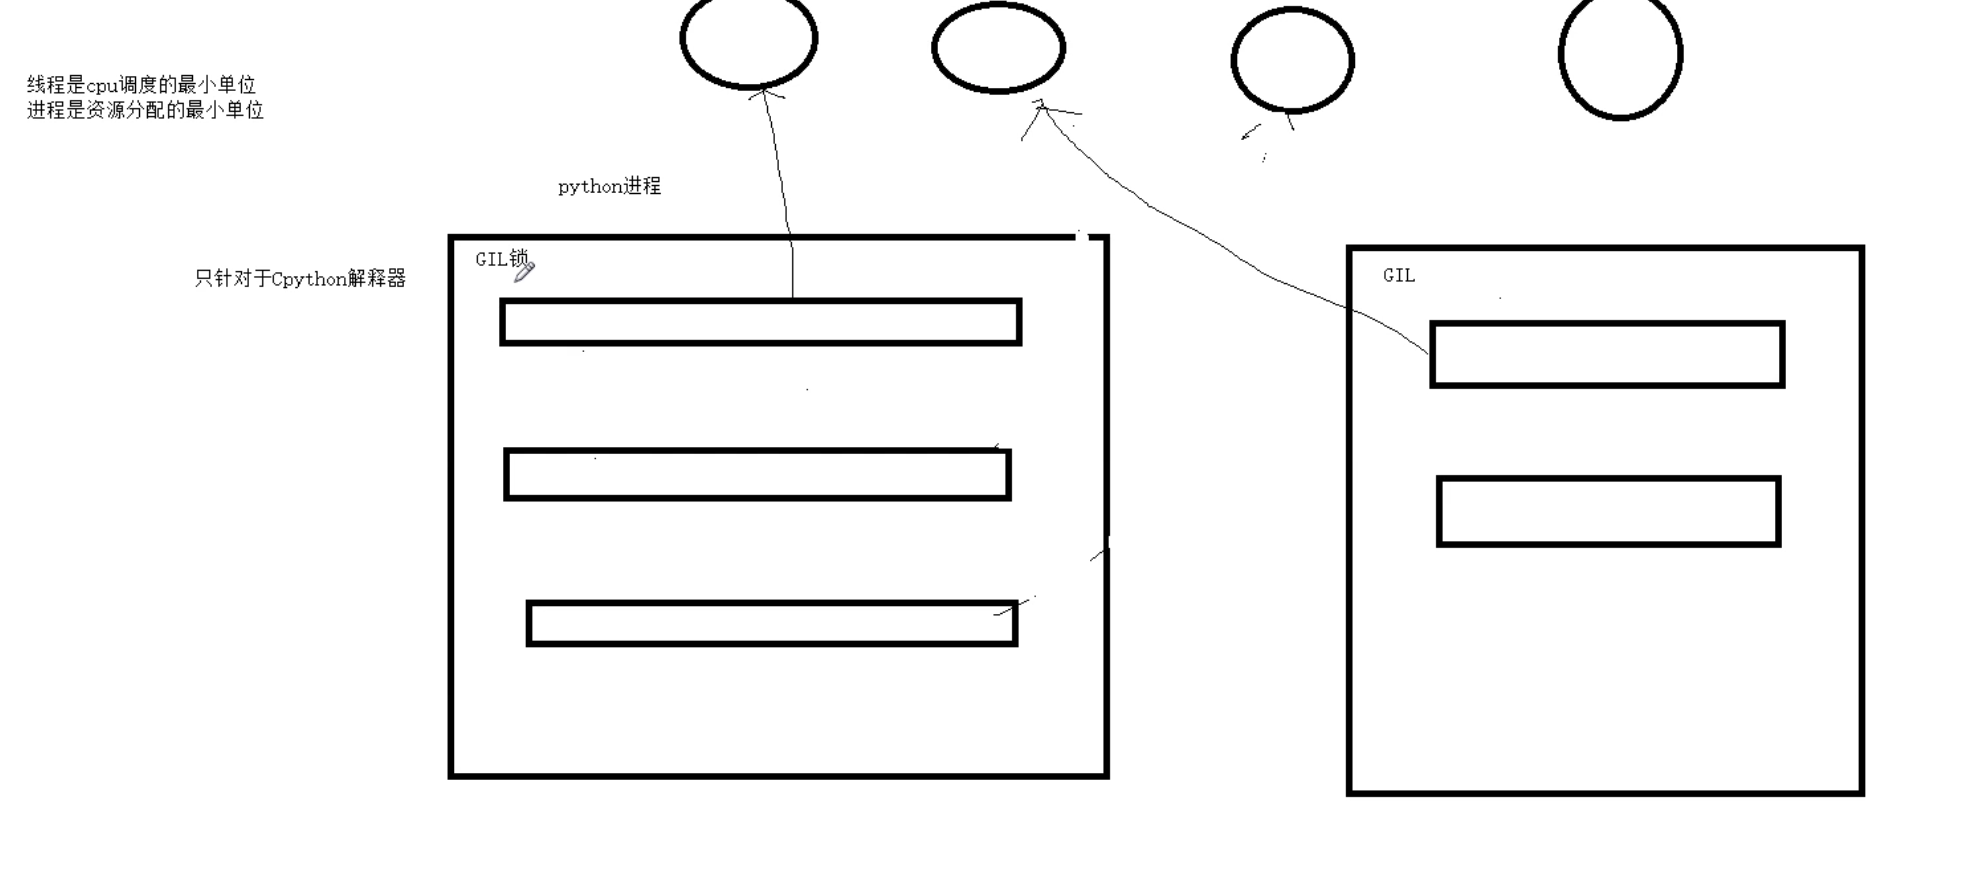 线程是cpu调度的最小单位
进程是资源分配的最小单位
python进程
GIL锁
只针对于Cpython解释器
GIL